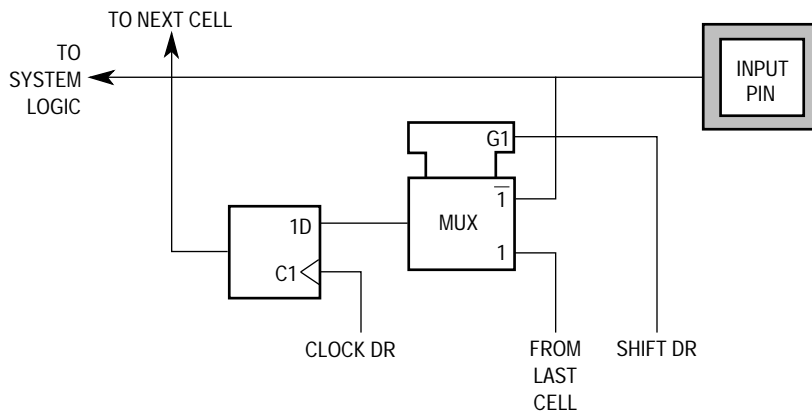 TO NEXT CELL
TO
SYSTEM
LOGIC
INPUT
PIN
G1
1
MUX
1
1D
C1
CLOCK DR
FROM
LAST
CELL
SHIFT DR